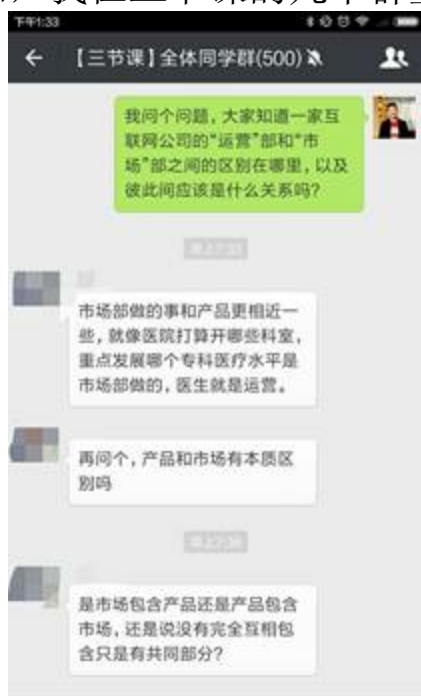 下午1:33
【三节课】全体同学群(500)
我问个问题，大家知道一家互
联网公司的“运营”部和“市
场”部之间的区别在哪里，以及
彼此间应该是什么关系吗？
市场部做的事和产品更相近一
些，就像医院打算开哪些科室，
重点发展哪个专科医疗水平是
市场部做的，医生就是运营。
再问个，产品和市场有本质区
别吗
是市场包含产品还是产品包含
市场，还是说没有完全互相包
含只是有共同部分？